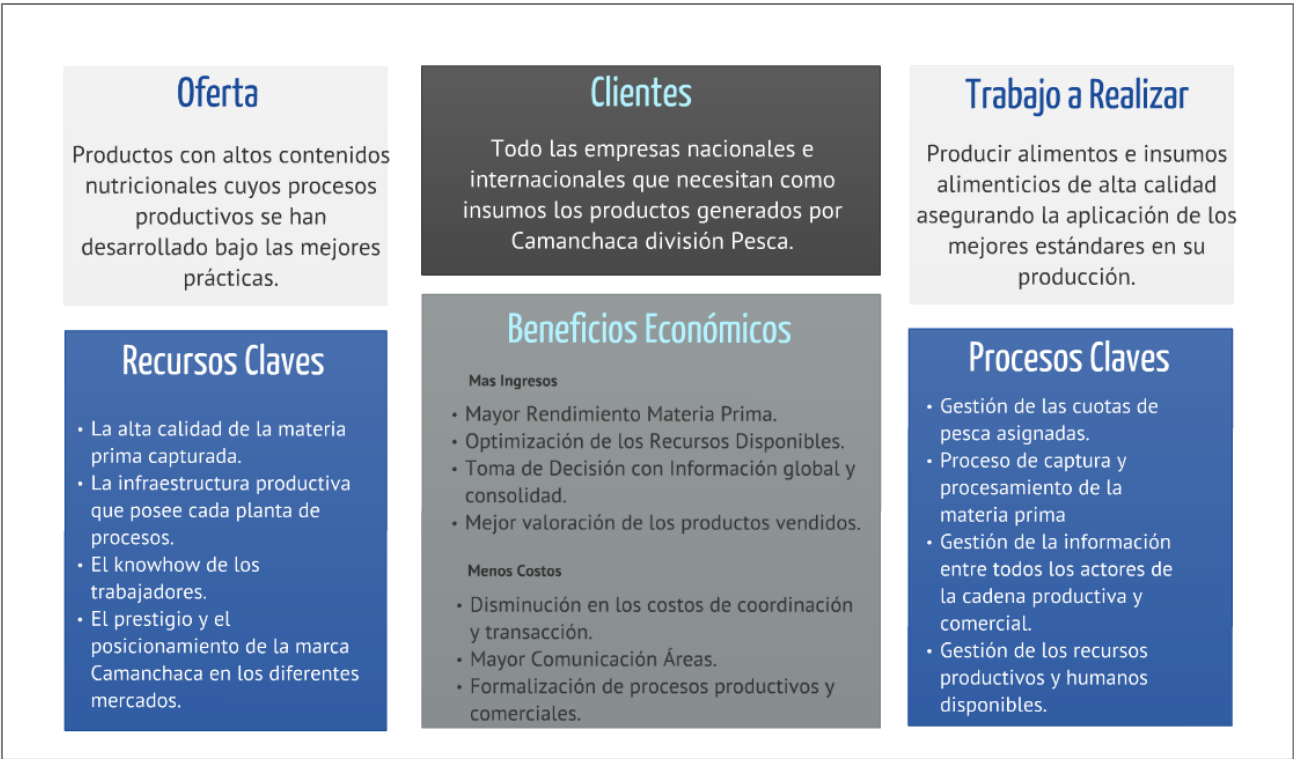 Oferta
Productos con altos contenidos
nutricionales cuyos procesos
productivos se han
desarrollado bajo las mejores
prácticas.
Clientes
Todo las empresas nacionales e
internacionales que necesitan como
insumos los productos generados por
Camanchaca división Pesca.
Trabajo a Realizar
Producir alimentos e insumos
alimenticios de alta calidad
asegurando la aplicación de los
mejores estándares en su
producción.
Recursos Claves
• La alta calidad de la materia
prima capturada.
• La infraestructura productiva
que posee cada planta de
procesos.
• El knowhow de los
trabajadores.
• El prestigio y el
posicionamiento de la marca
Camanchaca en los diferentes
mercados.
Beneficios Económicos
Mas Ingresos
• Mayor Rendimiento Materia Prima.
• Optimización de los Recursos Disponibles.
• Toma de Decisión con Información global y
consolidad.
• Mejor valoración de los productos vendidos.
Menos Costos
• Disminución en los costos de coordinación
y transacción.
• Mayor Comunicación Áreas.
• Formalización de procesos productivos y
comerciales.
Procesos Claves
• Gestión de las cuotas de
pesca asignadas.
• Proceso de captura y
procesamiento de la
materia prima
• Gestión de la información
entre todos los actores de
la cadena productiva y
comercial.
• Gestión de los recursos
productivos y humanos
disponibles.